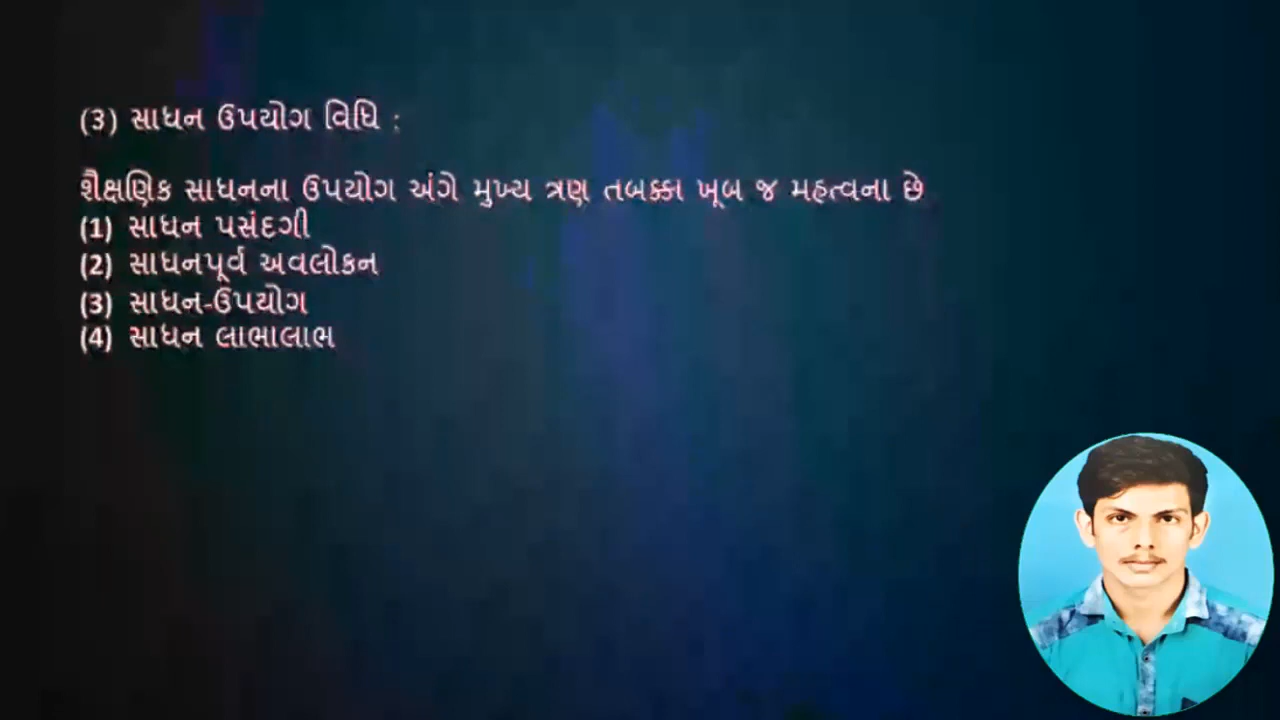 (3) સાધન ઉપયોગ વિધિ :
શૈક્ષણિક સાધનના ઉપયોગ અંગે મુખ્ય ત્રણ તબક્કા ખૂબ જ મહત્વના છે
(1) સાધન પસંદગી
(2) સાધનપૂર્વ અવલોકન
(3) સાધન-ઉપયોગ
(4) સાધન લાભાલાભ